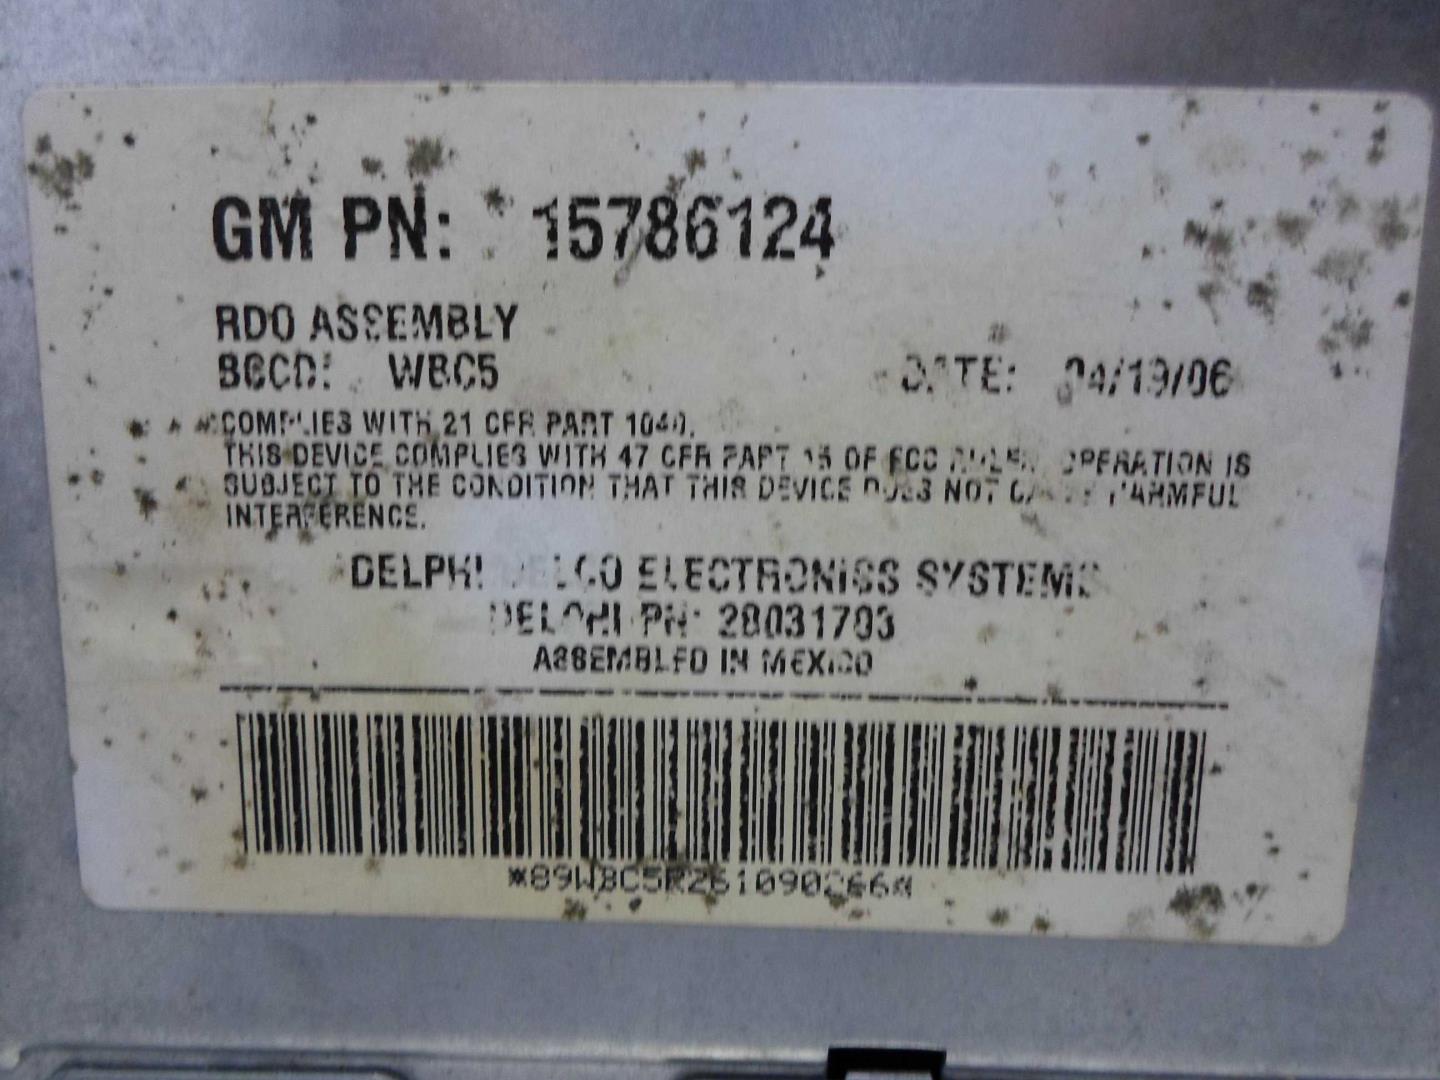 GM PN: 15786124
RDO ASSEMBLY
BCCD: WBC5 DATE: 04/19/06
COMPLIES WITH 21 CFR PART 1040.
THIS DEVICE COMPLIES WITH 47 CFR PART 15 OF FCC RULES. OPERATION IS
SUBJECT TO THE CONDITION THAT THIS DEVICE DOES NOT CAUSE HARMFUL
INTERFERENCE.
DELPHI DELCO ELECTRONICS SYSTEMS
DELPHI PN: 28031703
ASSEMBLED IN MEXICO